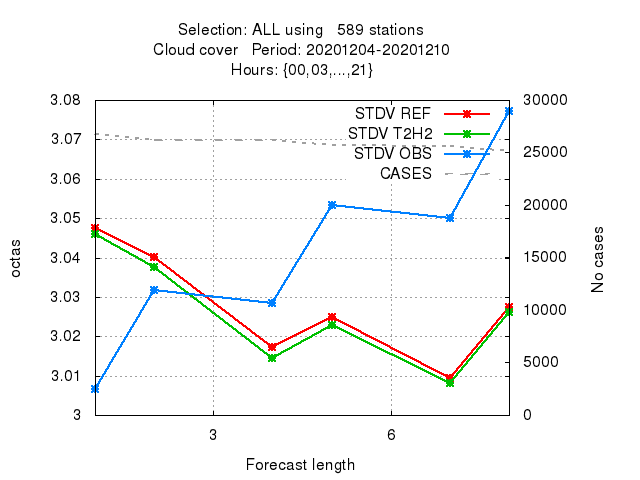 Selection: ALL using   589 stations
Cloud cover   Period: 20201204-20201210
Hours: {00,03,...,21}
3.08
3.07
3.06
3.05
3.04
3.03
3.02
3.01
3
octas
STDV REF
STDV T2H2
STDV OBS
CASES
30000
25000
20000
15000
10000
5000
0
No cases
3
6
Forecast length